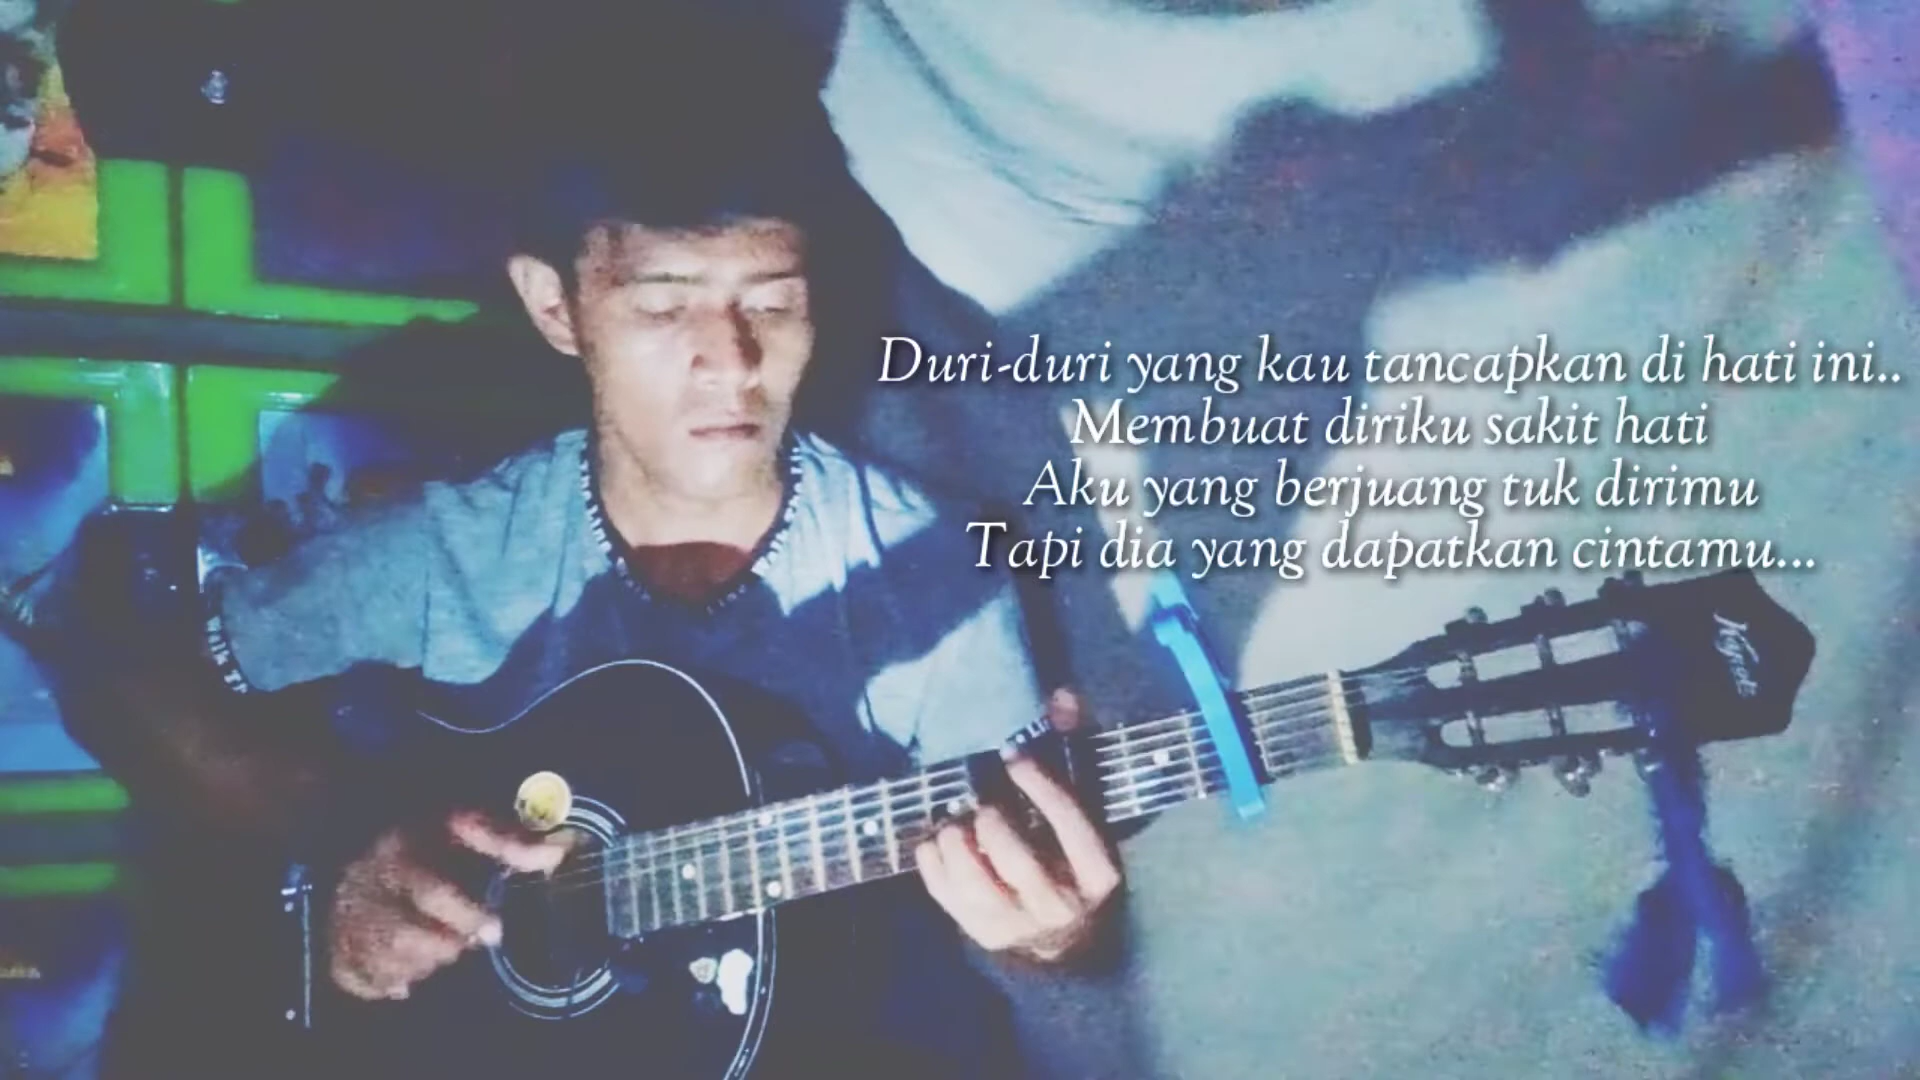 Duri-duri yang kau tancapkan di hati ini..
Membuat diriku sakit hati
Aku yang berjuang tuk dirimu
Tapi dia yang dapatkan cintamu...